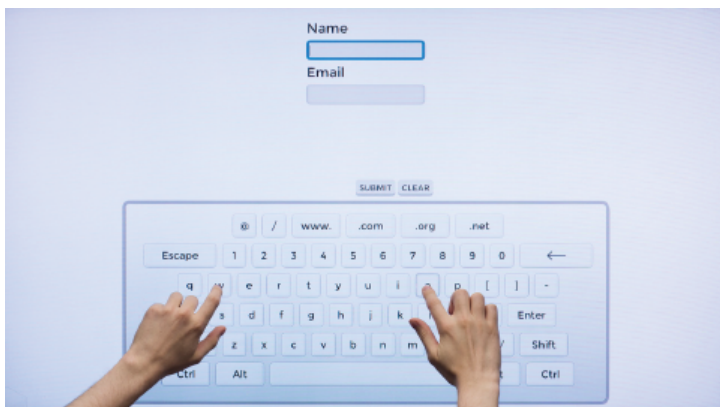 Name
Email
SUBMIT CLEAR
@ / www. .com .org .net
Escape 1 2 3 4 5 6 7 8 9 0 ←
q w e r t y u i o p [ ] -
s d f g h j k Enter
z x c v b n m / Shift
Ctrl Alt Ctrl